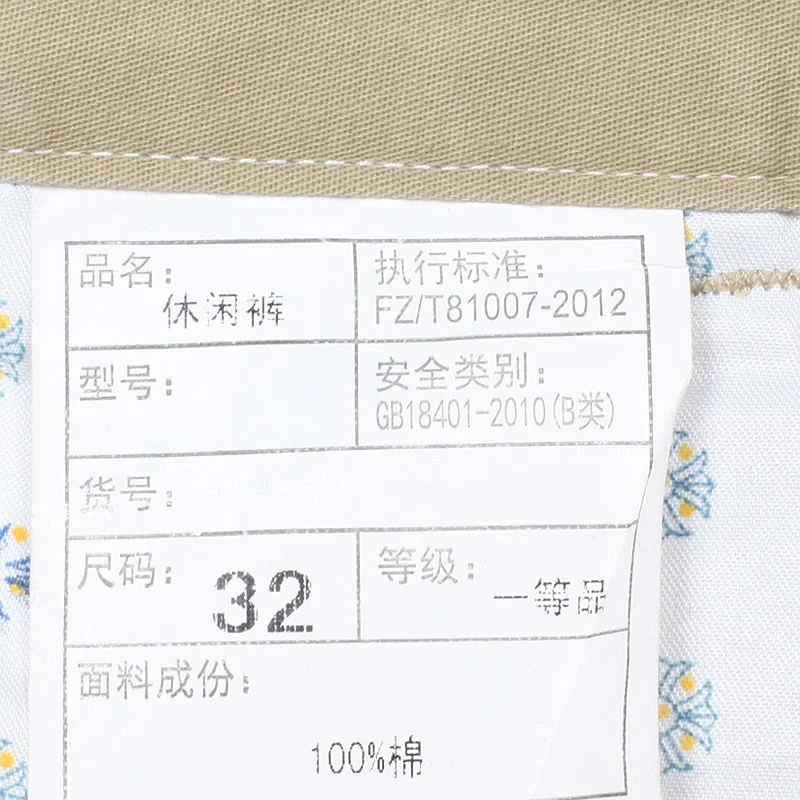 品名：
休闲裤
执行标准：
FZ/T81007-2012
型号：
安全类别：
GB18401-2010(B类)
货号：
尺码：
32
等级：
一等品
面料成份：
100%棉